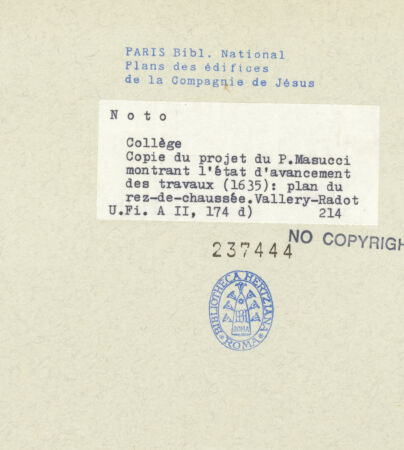 PARIS Bibl. National
Plans des édifices
de la Compagnie de Jésus
Noto
Collège
Copie du projet du P.Masucci
montrant l'état d'avancement
des travaux (1635): plan du
rez-de-chaussée.Vallery-Radot
U.Fi. A II, 174 d) 214
NO COPYRIGH
237444
BIBLIOTHECA HERTZIANA
ROMA
ROMA